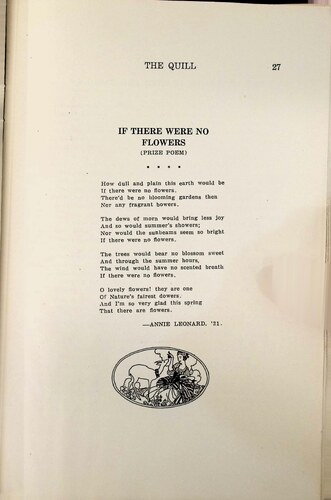 THE QUILL 27
IF THERE WERE NO
FLOWERS
(PRIZE POEM)
* * * *
How dull and plain this earth would be
If there were no flowers.
There'd be no blooming gardens then
Nor any fragrant bowers.
The dews of morn would bring less joy
And so would summer's showers;
Nor would the sunbeams seem so bright
If there were no flowers.
The trees would bear no blossom sweet
And through the summer hours,
The wind would have no scented breath
If there were no flowers.
O lovely flowers! they are one
Of Nature's fairest dowers.
And I'm so very glad this spring
That there are flowers.
—ANNIE LEONARD, '31.